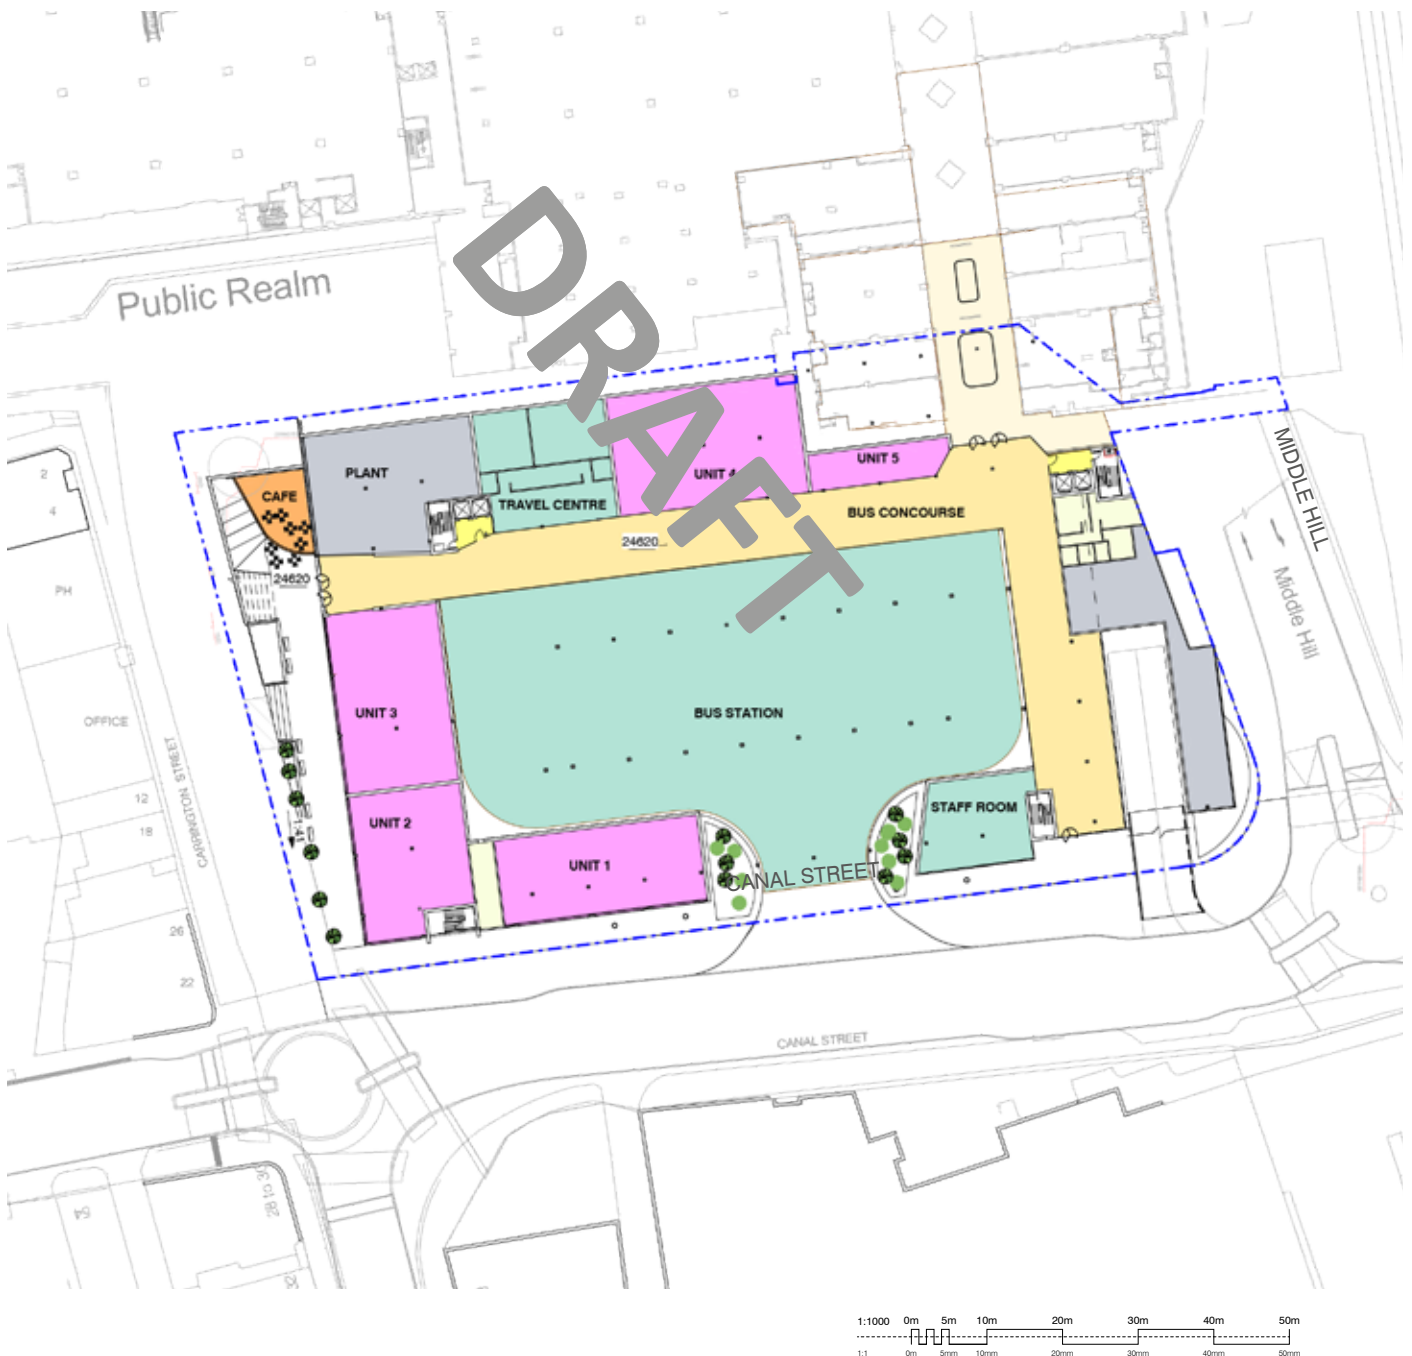 Public Realm
DRAFT
2
4
PH
OFFICE
12
18
26
22
CARRINGTON STREET
CAFE
PLANT
TRAVEL CENTRE
UNIT 4
UNIT 5
BUS CONCOURSE
24620
24620
UNIT 3
BUS STATION
UNIT 2
UNIT 1
STAFF ROOM
CANAL STREET
MIDDLE HILL
Middle Hill
CANAL STREET
1:1000 0m 5m 10m 20m 30m 40m 50m
1:1 0m 5mm 10mm 20mm 30mm 40mm 50mm